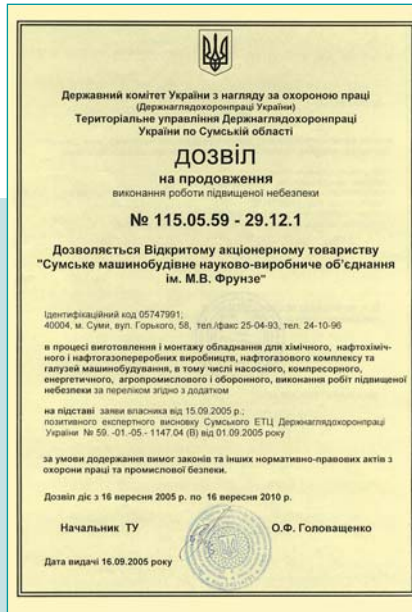 Державний комітет України з нагляду за охороною праці
(Держнаглядохоронпраці України)
Територіальне управління Держнаглядохоронпраці
України по Сумській області
ДОЗВІЛ
на продовження
виконання роботи підвищеної небезпеки
№ 115.05.59 - 29.12.1
Дозволяється Відкритому акціонерному товариству
"Сумське машинобудівне науково-виробниче об'єднання
ім. М.В. Фрунзе"
Ідентифікаційний код 05747991;
40004, м. Суми, вул. Горького, 58, тел./факс 25-04-93, тел. 24-10-96
в процесі виготовлення і монтажу обладнання для хімічного, нафтохіміч-
ного і нафтогазопереробних виробництв, нафтогазового комплексу та
галузей машинобудування, в тому числі насосного, компресорного,
енергетичного, агропромислового і оборонного, виконання робіт підвищеної
небезпеки за переліком згідно з додатком
на підставі заяви власника від 15.09.2005 р.;
позитивного експертного висновку Сумського ЕТЦ Держнаглядохоронпраці
України № 59. -01.-05.- 1147.04 (В) від 01.09.2005 року
за умови додержання вимог законів та інших нормативно-правових актів з
охорони праці та промислової безпеки.
Дозвіл діє з 16 вересня 2005 р. по 16 вересня 2010 р.
Начальник ТУ О.Ф. Головащенко
Дата видачі 16.09.2005 року